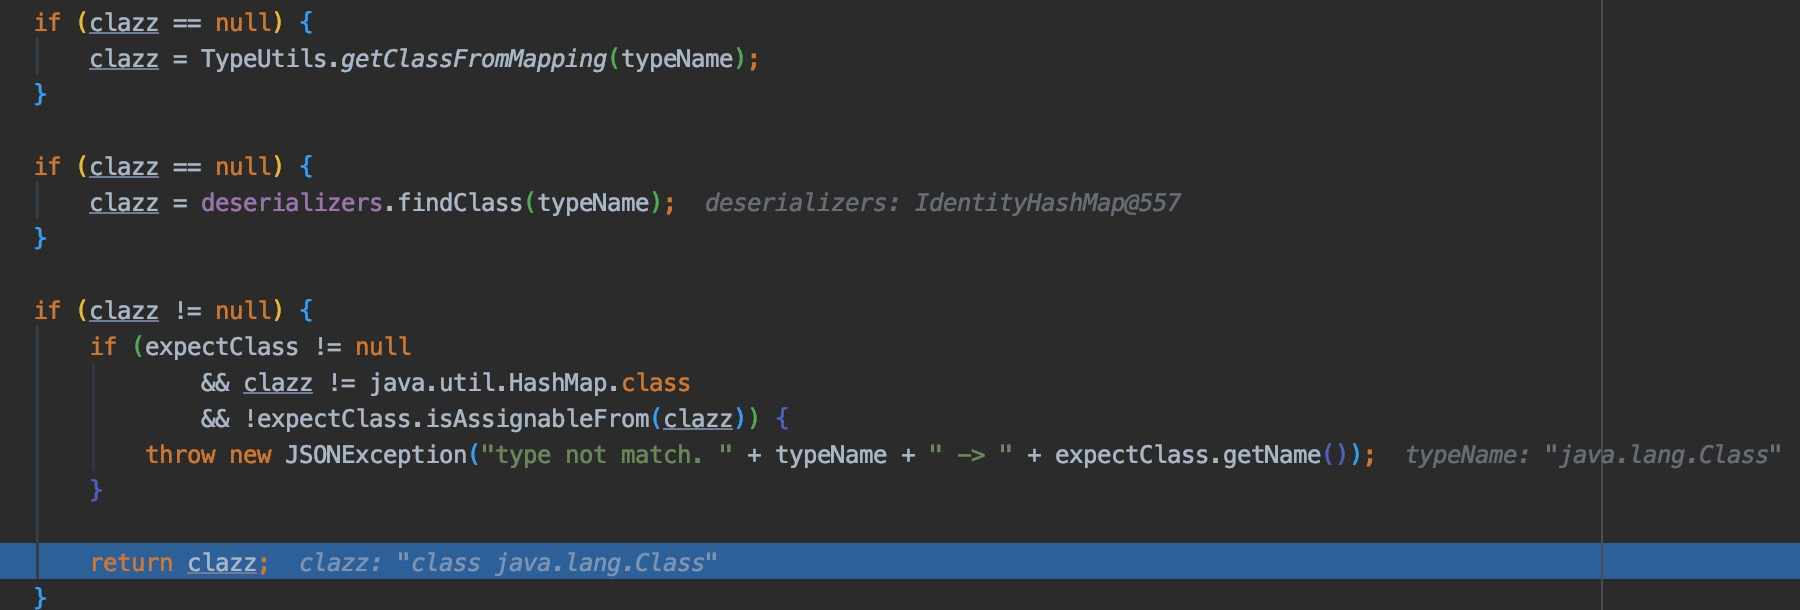 if (clazz == null) {
    clazz = TypeUtils.getClassFromMapping(typeName);
}

if (clazz == null) {
    clazz = deserializers.findClass(typeName);  deserializers: IdentityHashMap@557
}

if (clazz != null) {
    if (expectClass != null
            && clazz != java.util.HashMap.class
            && !expectClass.isAssignableFrom(clazz)) {
        throw new JSONException("type not match. " + typeName + " -> " + expectClass.getName());  typeName: "java.lang.Class"
    }

    return clazz;  clazz: "class java.lang.Class"
}